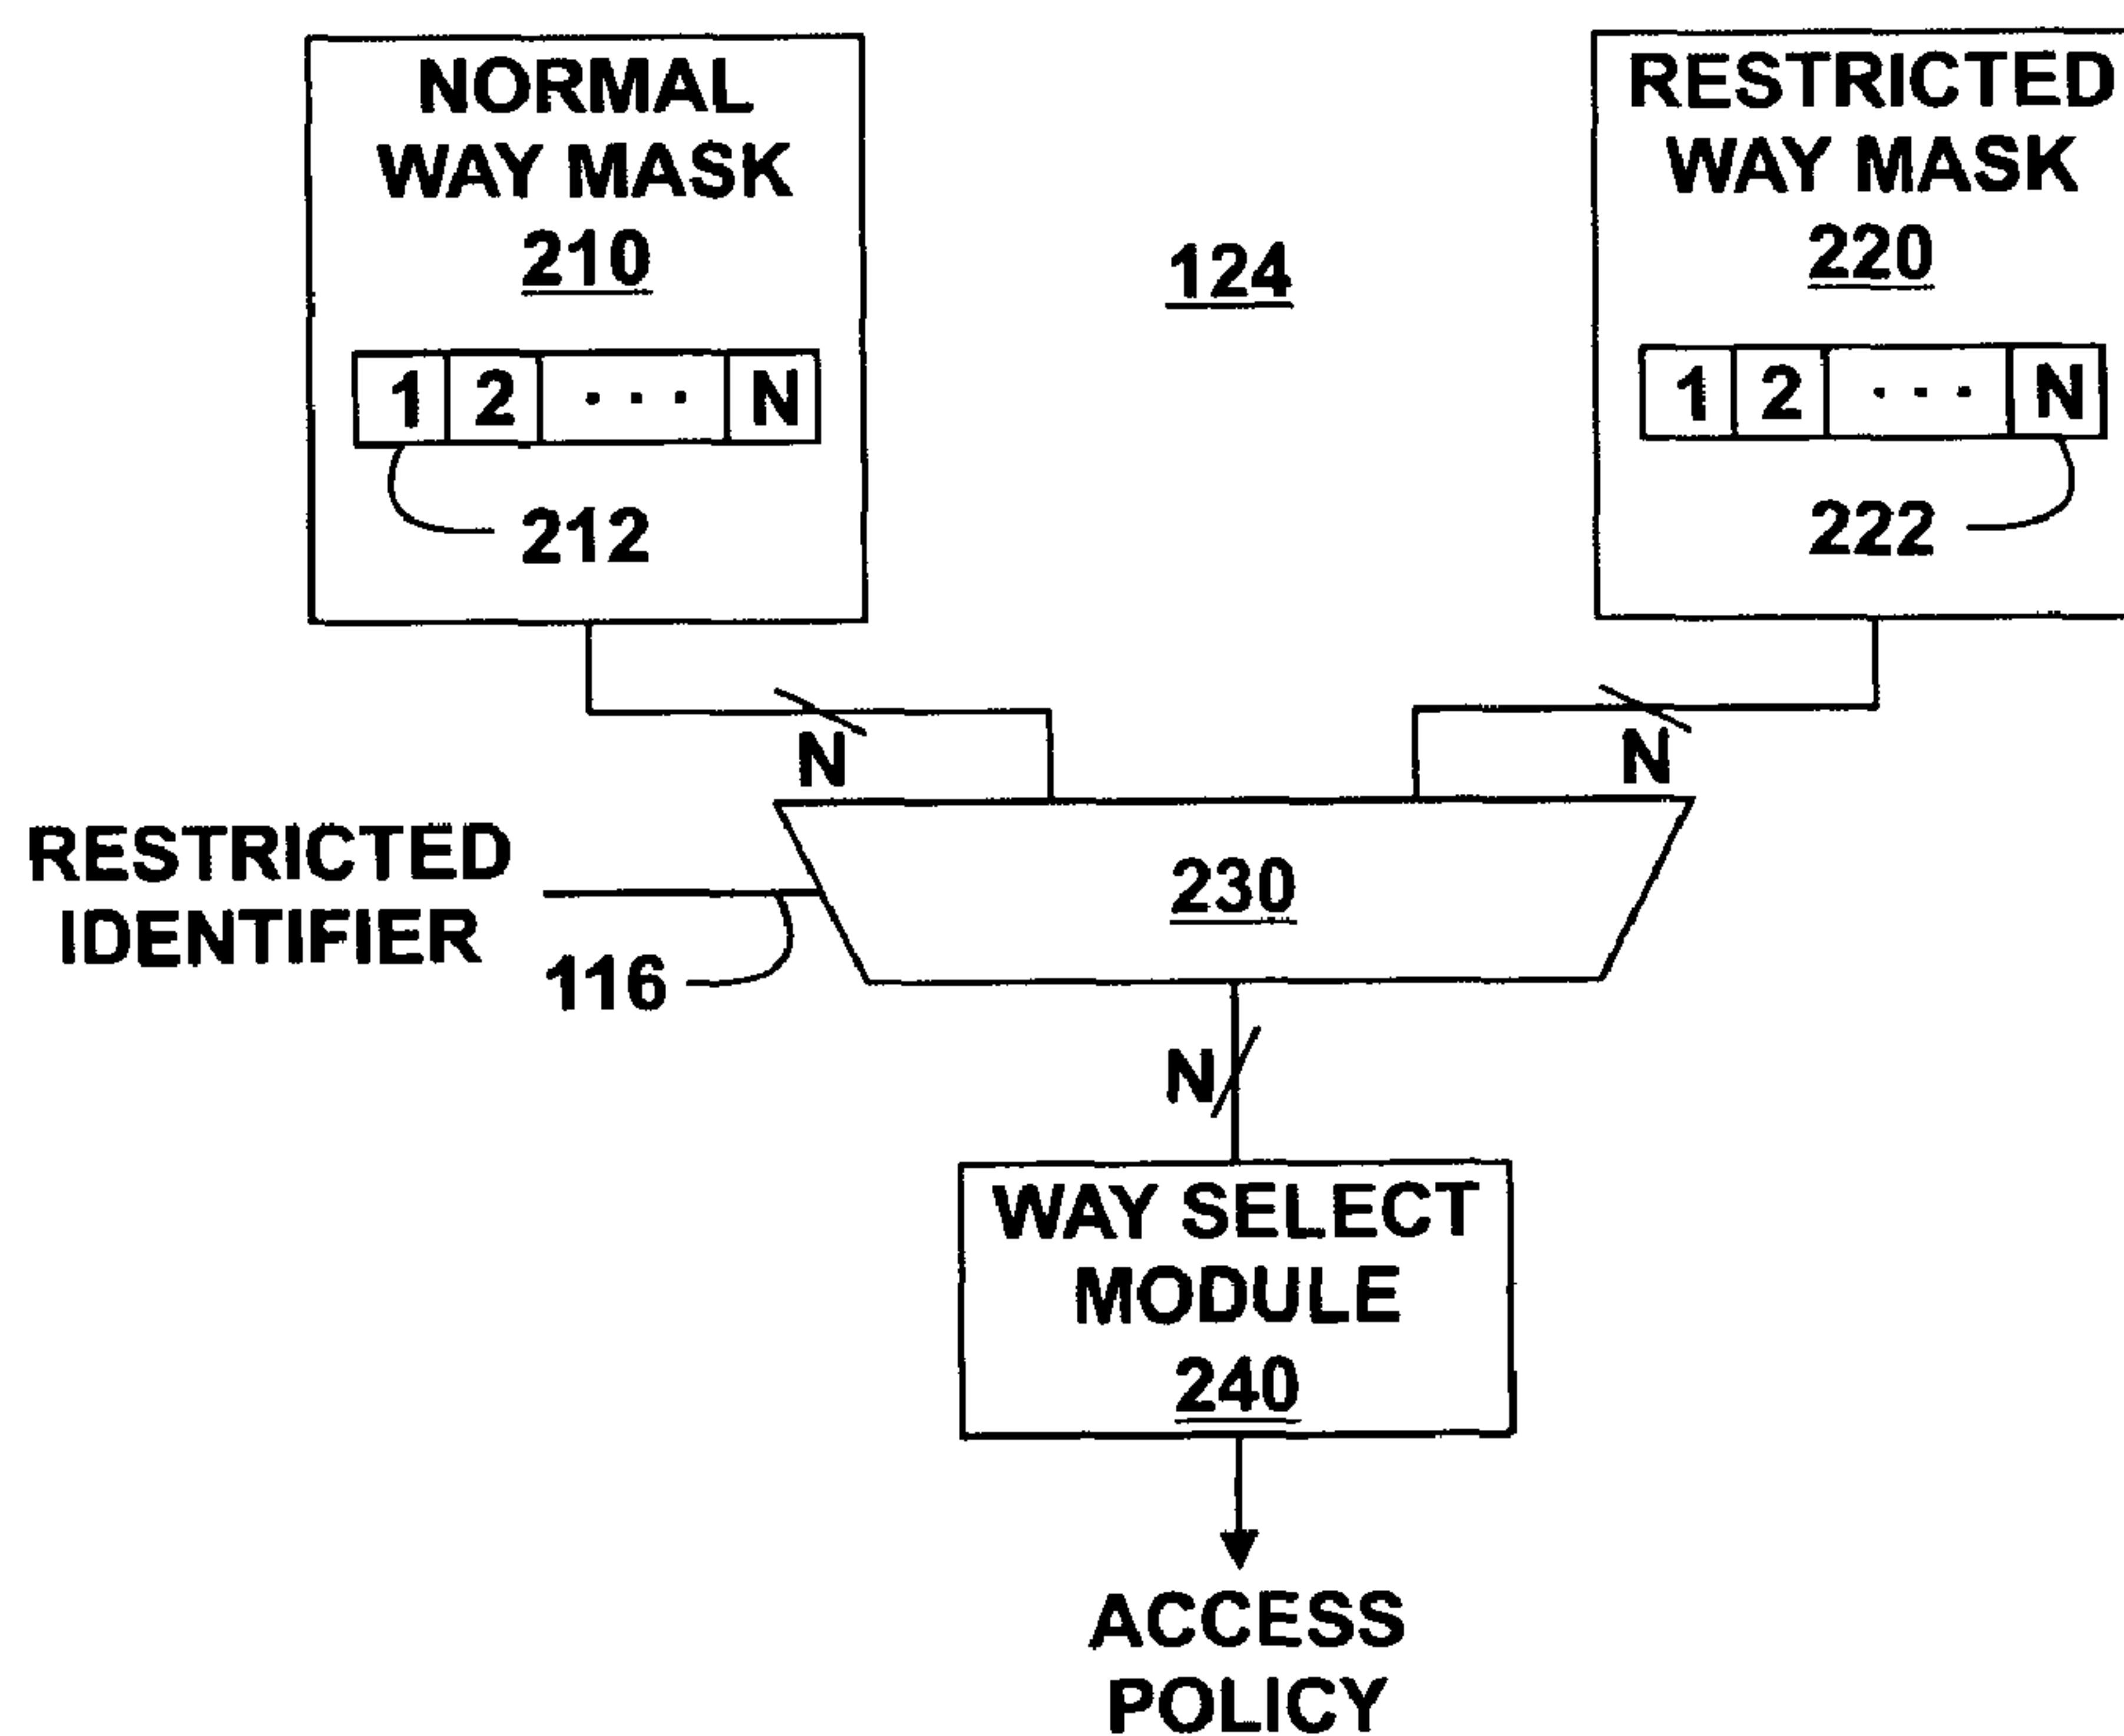 NORMAL
WAY MASK
210
1 2 ... N
212
124
RESTRICTED
WAY MASK
220
1 2 ... N
222
N
N
RESTRICTED
IDENTIFIER
116
230
N
WAY SELECT
MODULE
240
ACCESS
POLICY